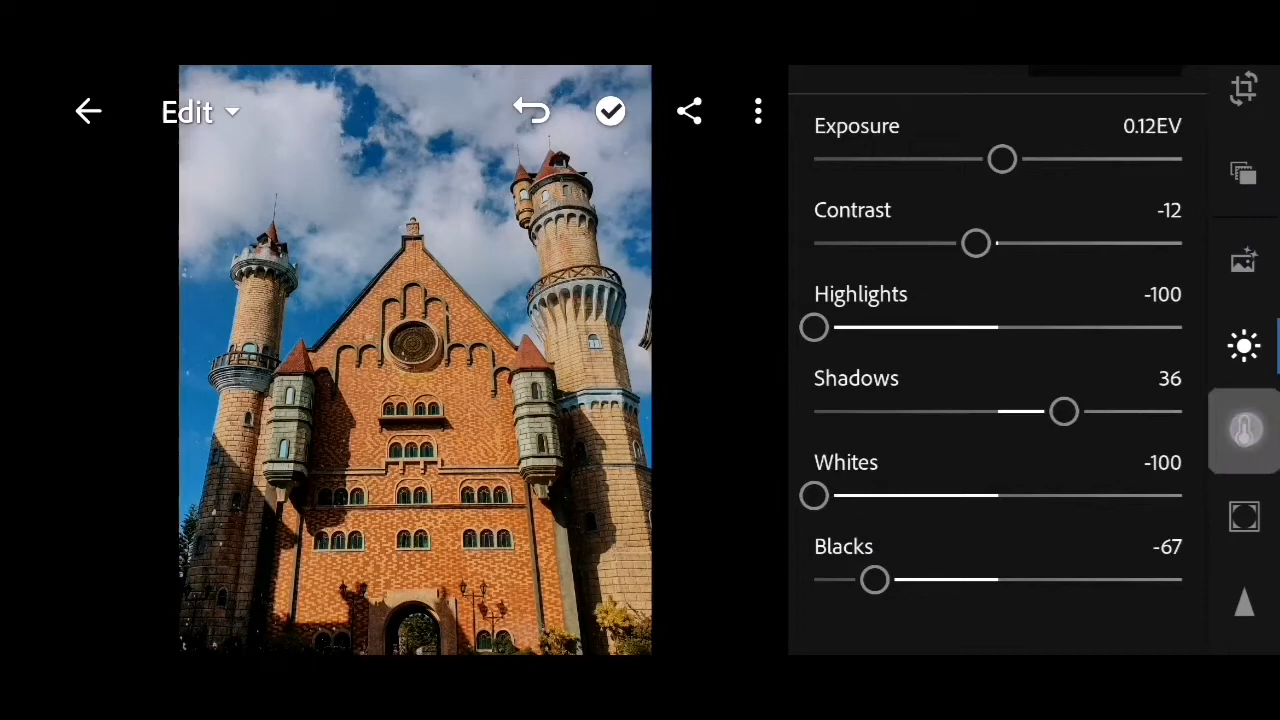 Edit
Exposure 0.12EV
Contrast -12
Highlights -100
Shadows 36
Whites -100
Blacks -67